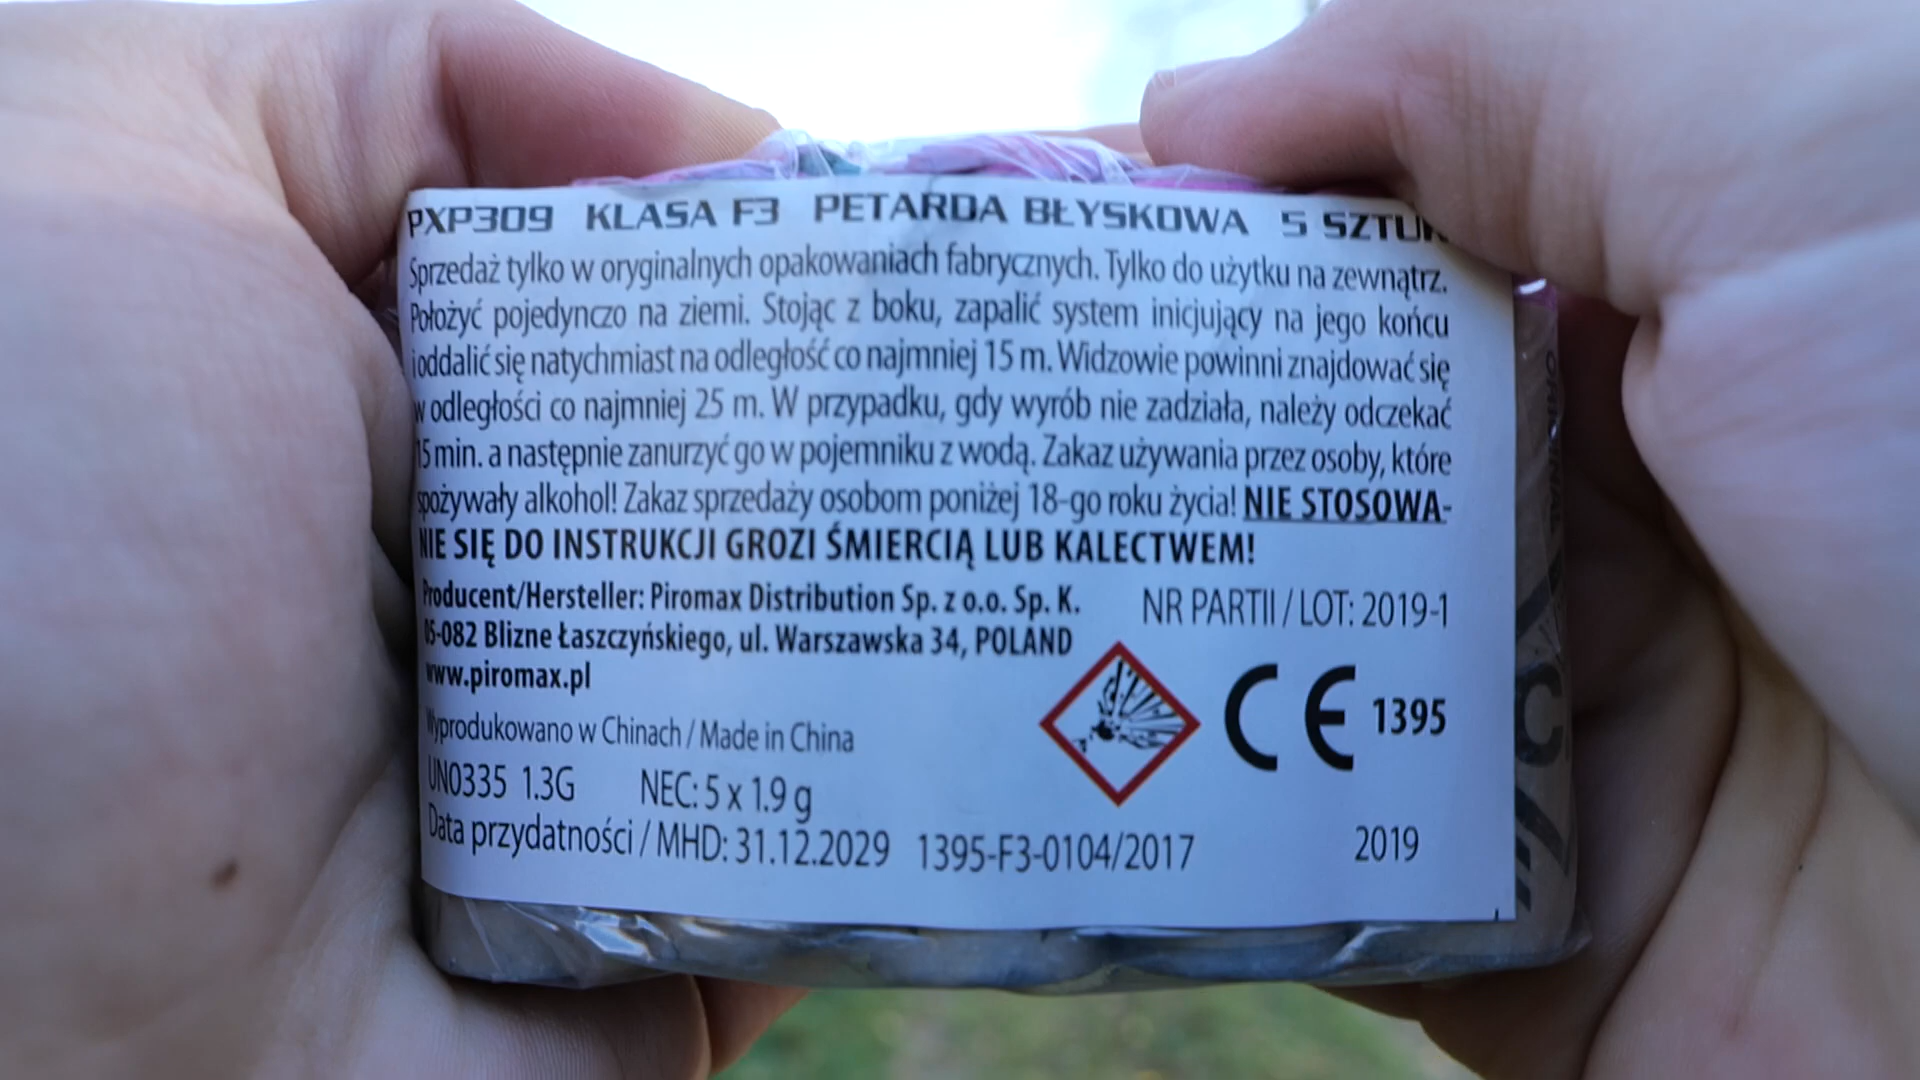 PXP309 KLASA F3 PETARDA BŁYSKOWA 5 SZTUK
Sprzedaż tylko w oryginalnych opakowaniach fabrycznych. Tylko do użytku na zewnątrz.
Położyć pojedynczo na ziemi. Stojąc z boku, zapalić system inicjujący na jego końcu
i oddalić się natychmiast na odległość co najmniej 15 m. Widzowie powinni znajdować się
w odległości co najmniej 25 m. W przypadku, gdy wyrób nie zadziała, należy odczekać
15 min. a następnie zanurzyć go w pojemniku z wodą. Zakaz używania przez osoby, które
spożywały alkohol! Zakaz sprzedaży osobom poniżej 18-go roku życia! NIE STOSOWA-
NIE SIĘ DO INSTRUKCJI GROZI ŚMIERCIĄ LUB KALECTWEM!
Producent/Hersteller: Piromax Distribution Sp. z o.o. Sp. K.
NR PARTII / LOT: 2019-1
05-082 Blizne Łaszczyńskiego, ul. Warszawska 34, POLAND
www.piromax.pl
CE 1395
Wyprodukowano w Chinach / Made in China
UN0335 1.3G NEC: 5 x 1.9 g
Data przydatności / MHD: 31.12.2029 1395-F3-0104/2017 2019